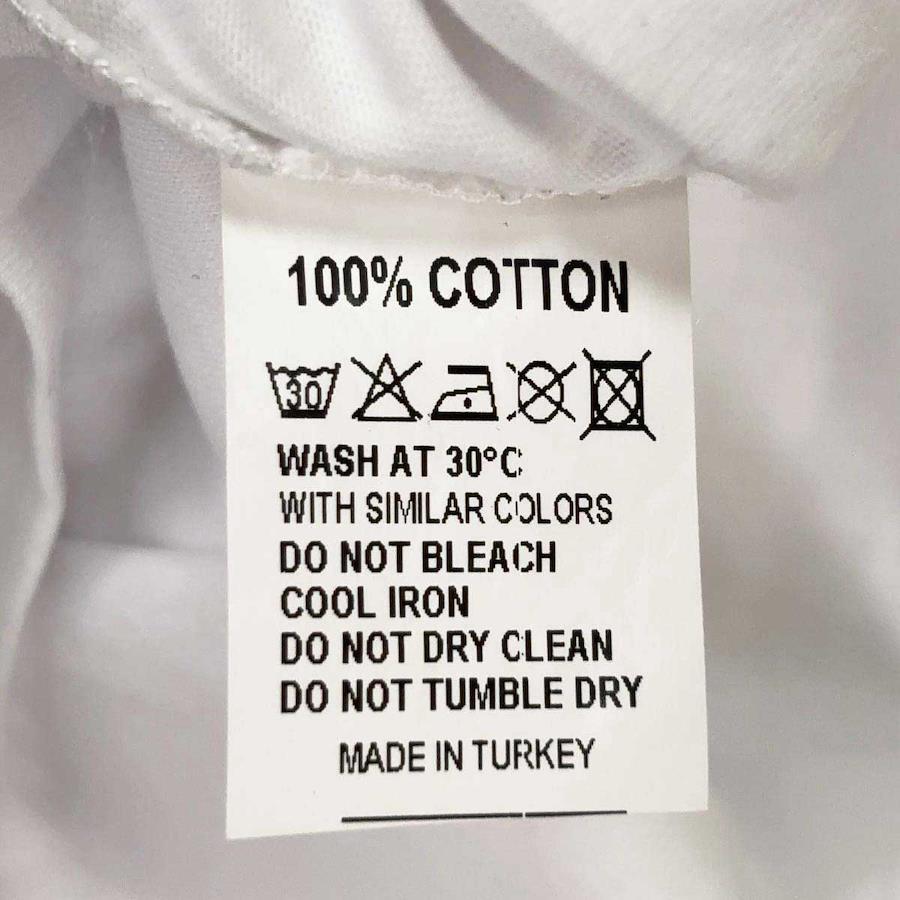 100% COTTON
30
WASH AT 30°C
WITH SIMILAR COLORS
DO NOT BLEACH
COOL IRON
DO NOT DRY CLEAN
DO NOT TUMBLE DRY
MADE IN TURKEY